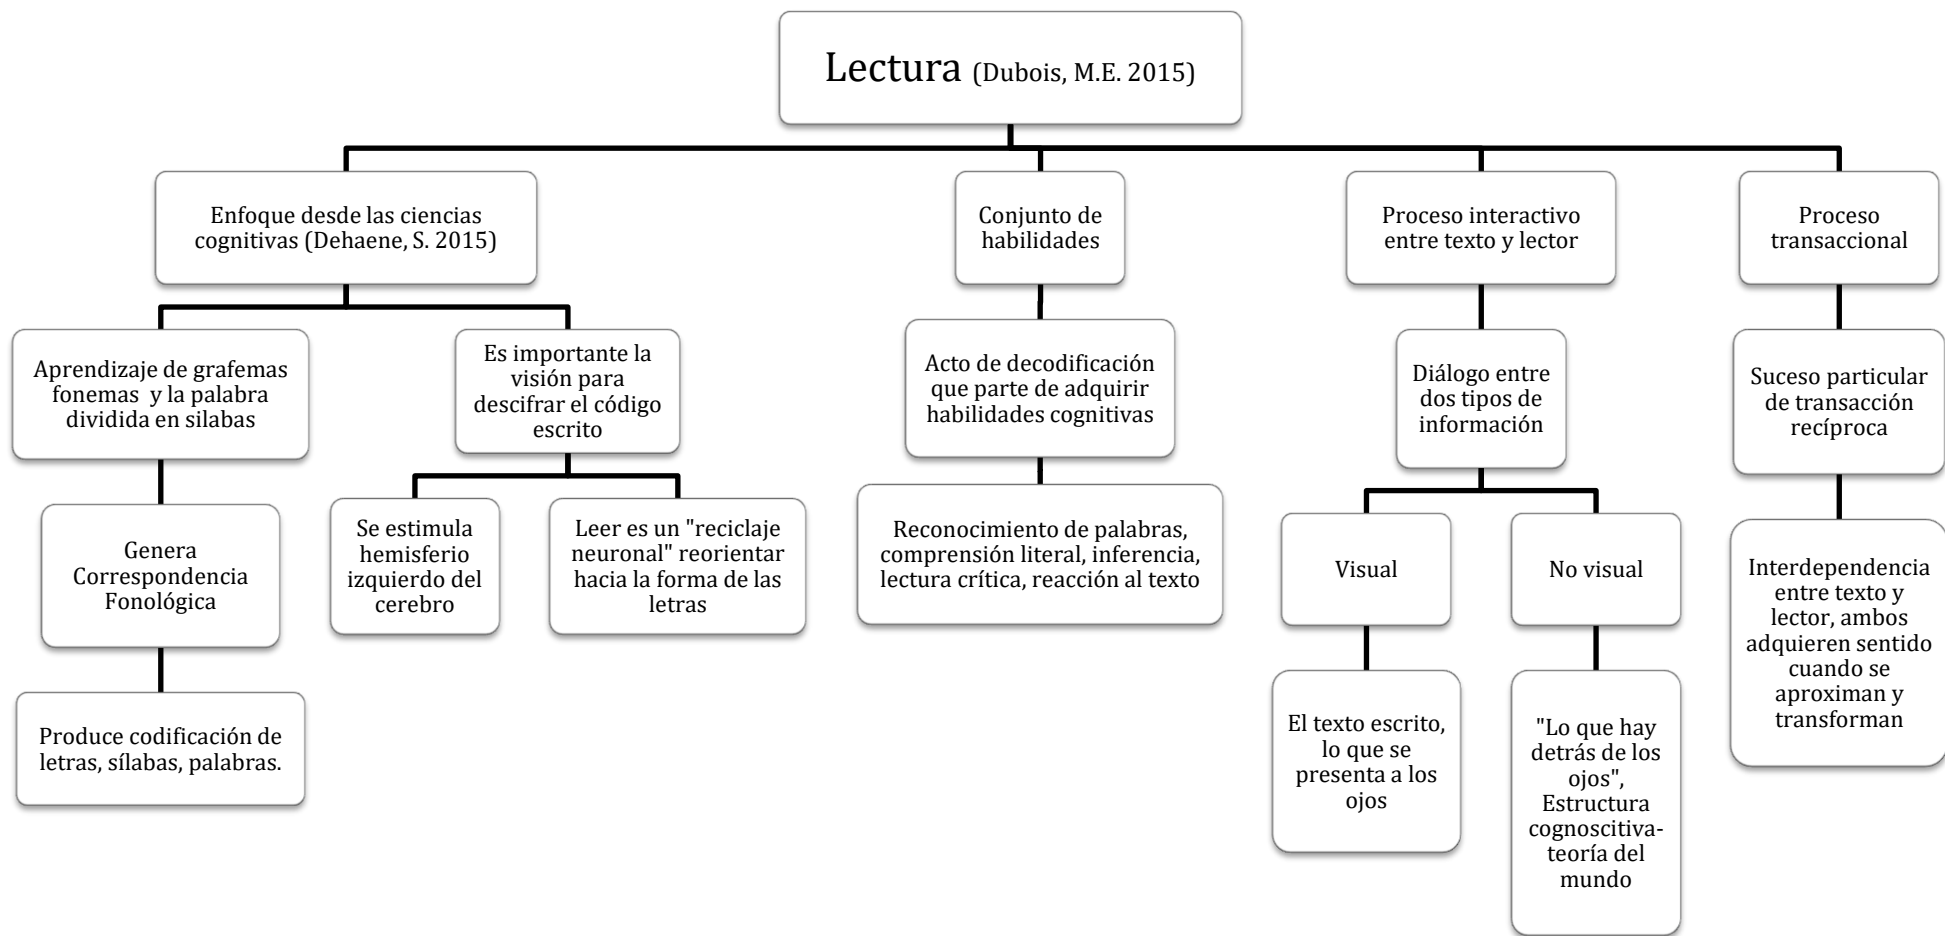 Lectura (Dubois, M.E. 2015)
Enfoque desde las ciencias
cognitivas (Dehaene, S. 2015)
Aprendizaje de grafemas
fonemas y la palabra
dividida en silabas
Genera
Correspondencia
Fonológica
Produce codificación de
letras, sílabas, palabras.
Es importante la
visión para
descifrar el código
escrito
Se estimula
hemisferio
izquierdo del
cerebro
Leer es un "reciclaje
neuronal" reorientar
hacia la forma de las
letras
Conjunto de
habilidades
Acto de decodificación
que parte de adquirir
habilidades cognitivas
Reconocimiento de palabras,
comprensión literal, inferencia,
lectura crítica, reacción al texto
Proceso interactivo
entre texto y lector
Diálogo entre
dos tipos de
información
Visual
El texto escrito,
lo que se
presenta a los
ojos
No visual
"Lo que hay
detrás de los
ojos",
Estructura
cognoscitiva-
teoría del
mundo
Proceso
transaccional
Suceso particular
de transacción
recíproca
Interdependencia
entre texto y
lector, ambos
adquieren sentido
cuando se
aproximan y
transforman